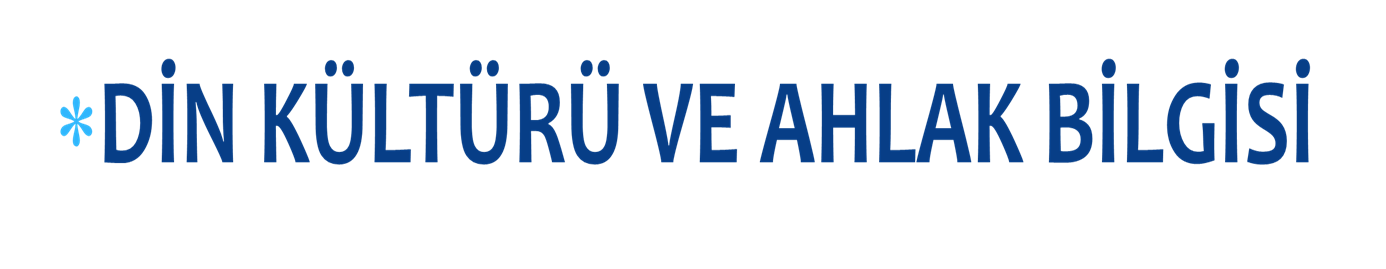 *DİN KÜLTÜRÜ VE AHLAK BİLGİSİ